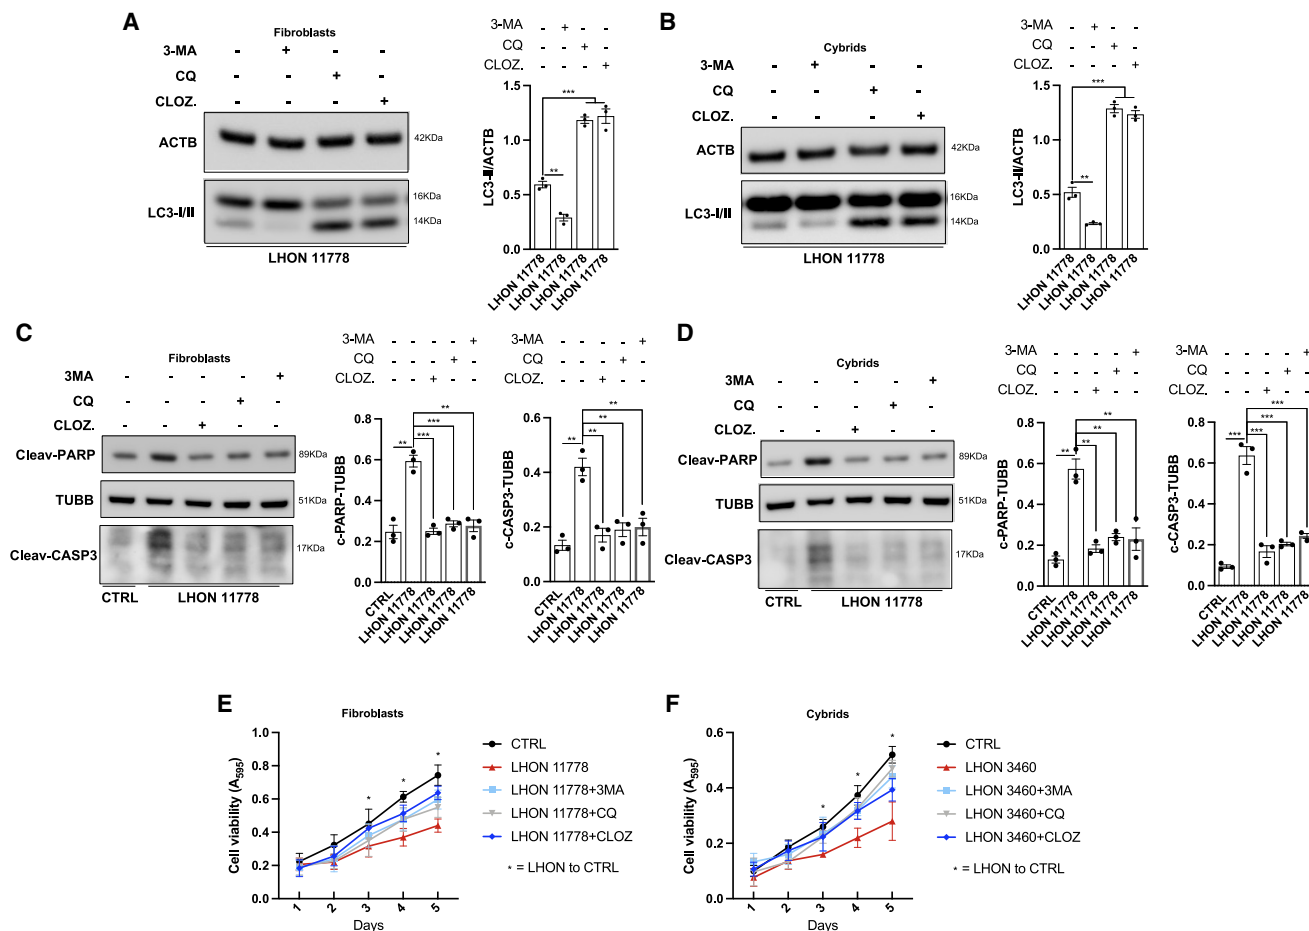 A
Fibroblasts
3-MA - + - -
CQ - - + -
CLOZ. - - - +
ACTB 42KDa
LC3-I/II 16KDa
14KDa
LHON 11778
3-MA - + - -
CQ - - + -
CLOZ. - - - +
LC3-II/ACTB
1.5
1.0
0.5
0.0
***
**
LHON 11778
LHON 11778
LHON 11778
LHON 11778
B
Cybrids
3-MA - + - -
CQ - - + -
CLOZ. - - - +
ACTB 42KDa
LC3-I/II 16KDa
14KDa
LHON 11778
3-MA - + - -
CQ - - + -
CLOZ. - - - +
LC3-II/ACTB
1.5
1.0
0.5
0.0
***
**
LHON 11778
LHON 11778
LHON 11778
LHON 11778
C
Fibroblasts
3MA - - - - +
CQ - - - + -
CLOZ. - - + - -
Cleav-PARP 89KDa
TUBB 51KDa
Cleav-CASP3 17KDa
CTRL LHON 11778
3-MA - - - - +
CQ - - - + -
CLOZ. - - + - -
c-PARP-TUBB
0.8
0.6
0.4
0.2
0.0
**
***
***
**
CTRL
LHON 11778
LHON 11778
LHON 11778
LHON 11778
3-MA - - - - +
CQ - - - + -
CLOZ. - - + - -
c-CASP3-TUBB
0.6
0.4
0.2
0.0
**
**
**
**
CTRL
LHON 11778
LHON 11778
LHON 11778
LHON 11778
D
Cybrids
3MA - - - - +
CQ - - - + -
CLOZ. - - + - -
Cleav-PARP 89KDa
TUBB 51KDa
Cleav-CASP3 17KDa
CTRL LHON 11778
3-MA - - - - +
CQ - - - + -
CLOZ. - - + - -
c-PARP-TUBB
0.8
0.6
0.4
0.2
0.0
**
**
**
**
CTRL
LHON 11778
LHON 11778
LHON 11778
LHON 11778
3-MA - - - - +
CQ - - - + -
CLOZ. - - + - -
c-CASP3-TUBB
0.8
0.6
0.4
0.2
0.0
***
***
***
***
CTRL
LHON 11778
LHON 11778
LHON 11778
LHON 11778
E
Fibroblasts
Cell viability (A595)
1.0
0.8
0.6
0.4
0.2
0.0
* * *
1 2 3 4 5
Days
CTRL
LHON 11778
LHON 11778+3MA
LHON 11778+CQ
LHON 11778+CLOZ
* = LHON to CTRL
F
Cybrids
Cell viability (A595)
0.6
0.4
0.2
0.0
* * *
1 2 3 4 5
Days
CTRL
LHON 3460
LHON 3460+3MA
LHON 3460+CQ
LHON 3460+CLOZ
* = LHON to CTRL